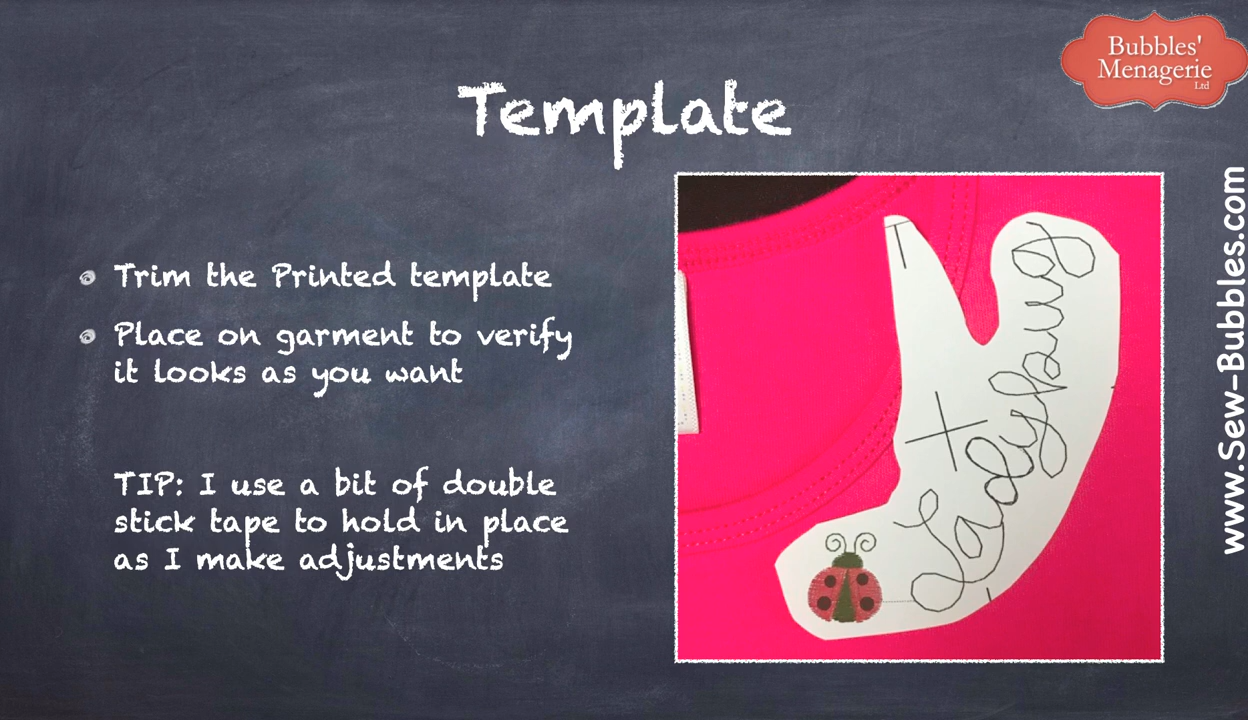 Bubbles'
Menagerie
Ltd
Template
Trim the Printed template
Place on garment to verify
it looks as you want
TIP: I use a bit of double
stick tape to hold in place
as I make adjustments
Ladybug
www.Sew-Bubbles.com